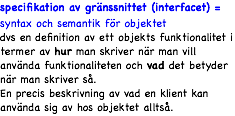 specifikation av gränssnittet (interfacet) =
syntax och semantik för objektet
dvs en definition av ett objekts funktionalitet i
termer av hur man skriver när man vill
använda funktionaliteten och vad det betyder
när man skriver så.
En precis beskrivning av vad en klient kan
använda sig av hos objektet alltså.